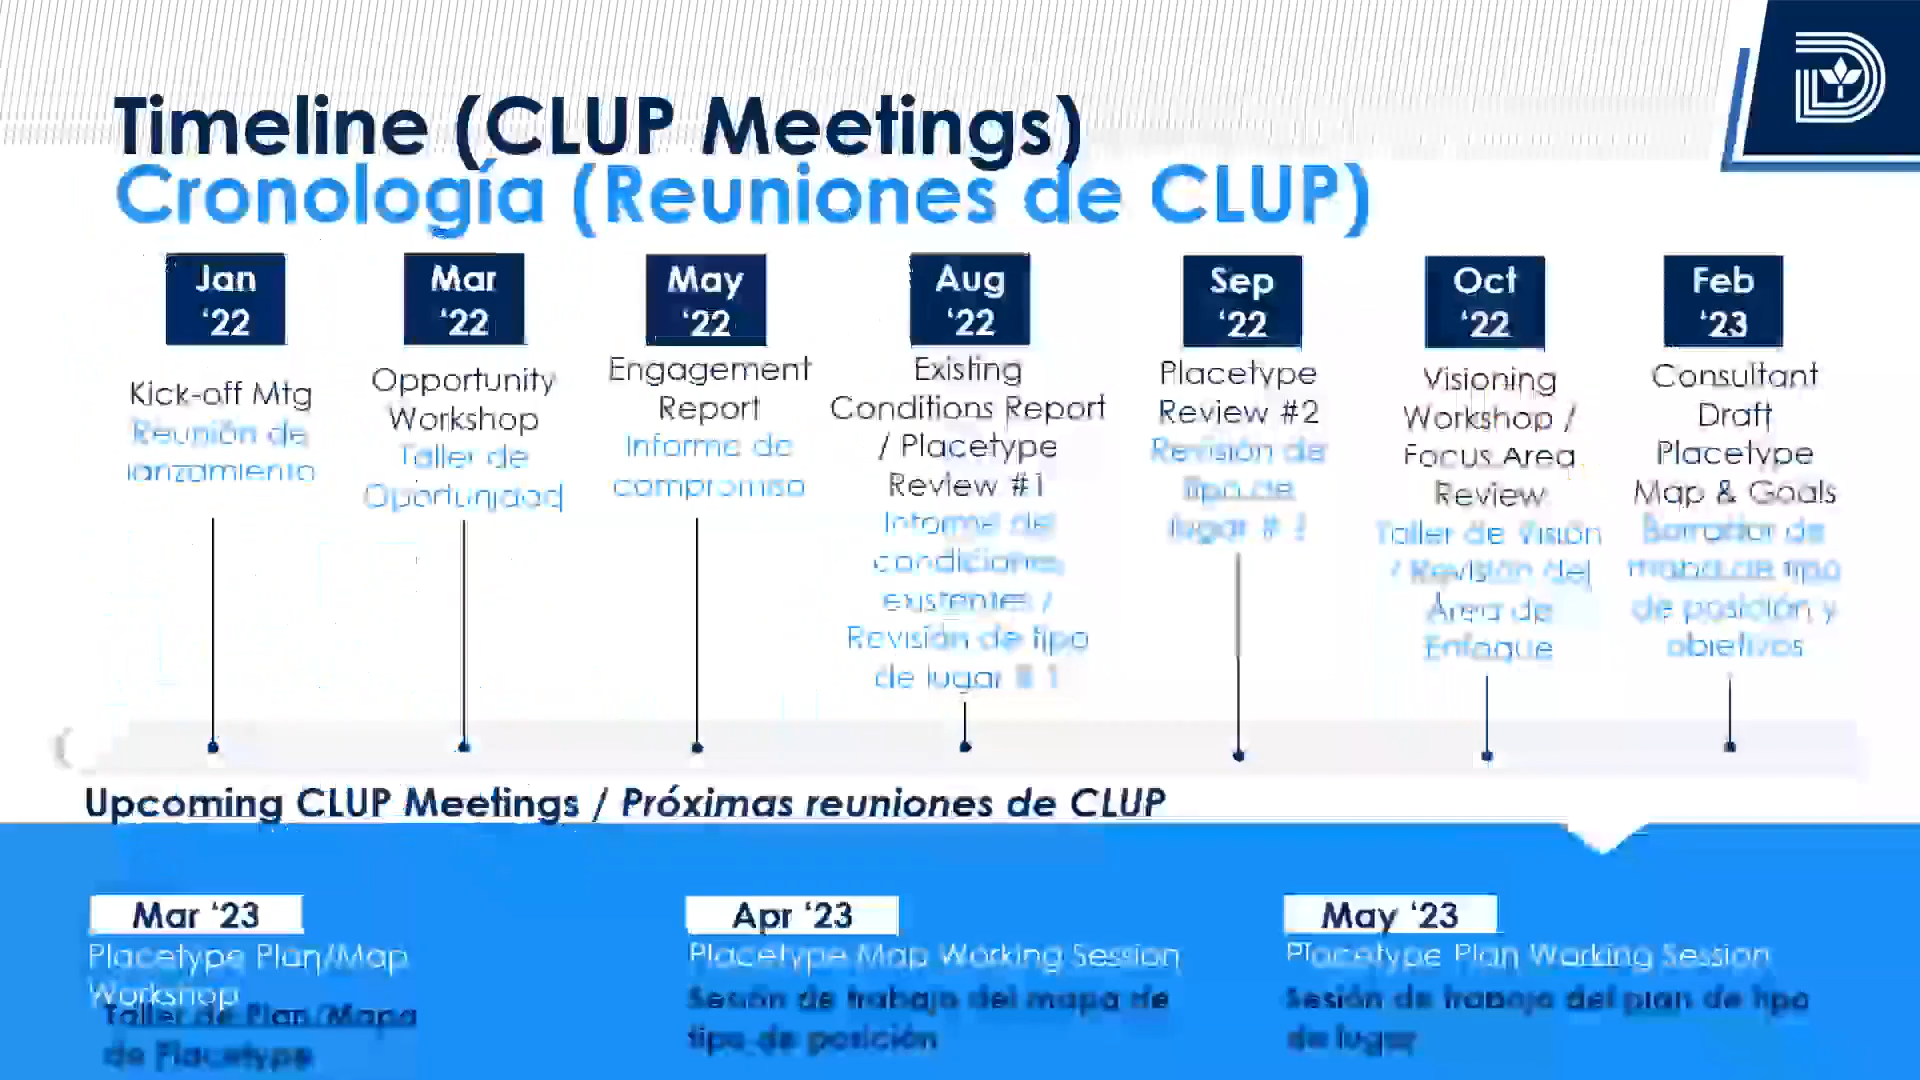 Timeline (CLUP Meetings)
Cronología (Reuniones de CLUP)
Jan
‘22
Kick-off Mtg
Reunión de
lanzamiento
Mar
‘22
Opportunity
Workshop
Taller de
Oportunidad
May
‘22
Engagement
Report
Informe de
compromiso
Aug
‘22
Existing
Conditions Report
/ Placetype
Review #1
Informe del
condiciones
existentes /
Revisión de tipo
de lugar # 1
Sep
‘22
Placetype
Review #2
Revisión de
tipo de
lugar #
Oct
‘22
Visioning
Workshop /
Focus Area
Review
Taller de Visión
/ Revisión del
Área de
Enfoque
Feb
‘23
Consultant
Draft
Placetype
Map & Goals
Borrador de
mapa de tipo
de posición y
objetivos
Upcoming CLUP Meetings / Próximas reuniones de CLUP
Mar ‘23
Placetype Plan/Map
Workshop
Taller de Plan/Mapa
de Placetype
Apr ‘23
Placetype Map Working Session
Sesión de trabajo del mapa de
tipo de posición
May ‘23
Placetype Plan Working Session
Sesión de trabajo del plan de tipo
de lugar